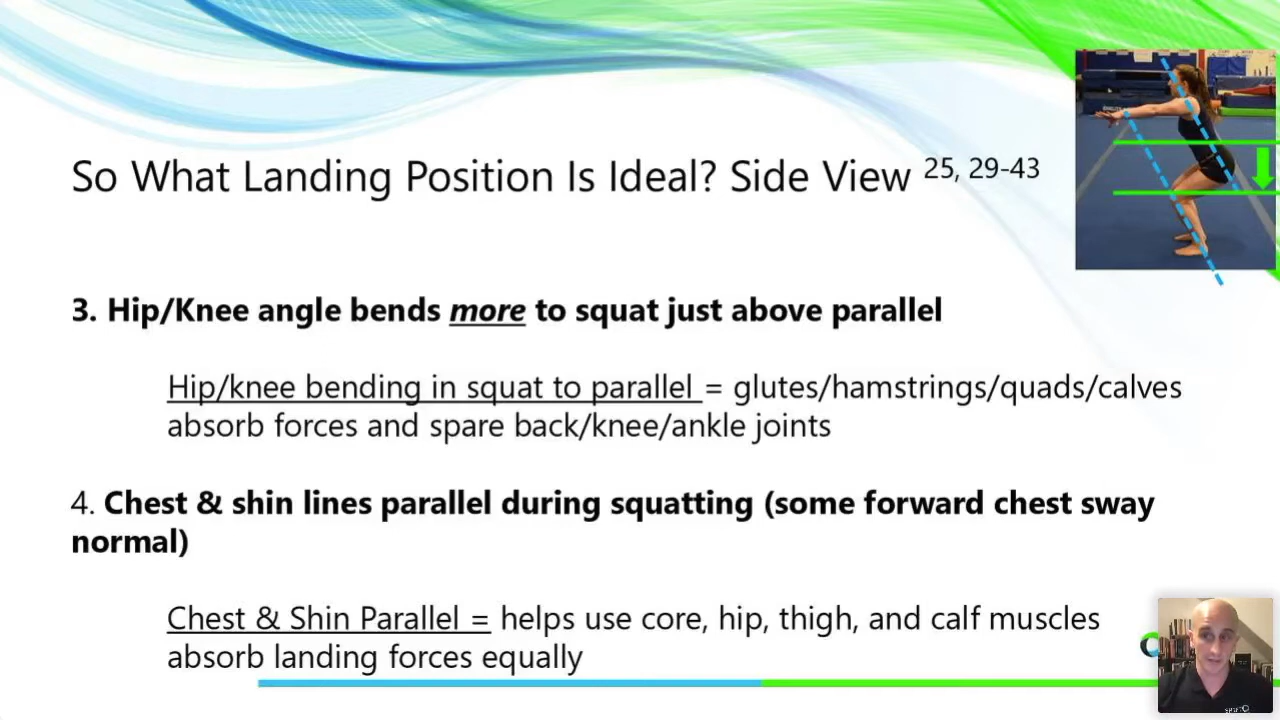 So What Landing Position Is Ideal? Side View 25, 29-43
3. Hip/Knee angle bends more to squat just above parallel
Hip/knee bending in squat to parallel = glutes/hamstrings/quads/calves
absorb forces and spare back/knee/ankle joints
4. Chest & shin lines parallel during squatting (some forward chest sway
normal)
Chest & Shin Parallel = helps use core, hip, thigh, and calf muscles
absorb landing forces equally